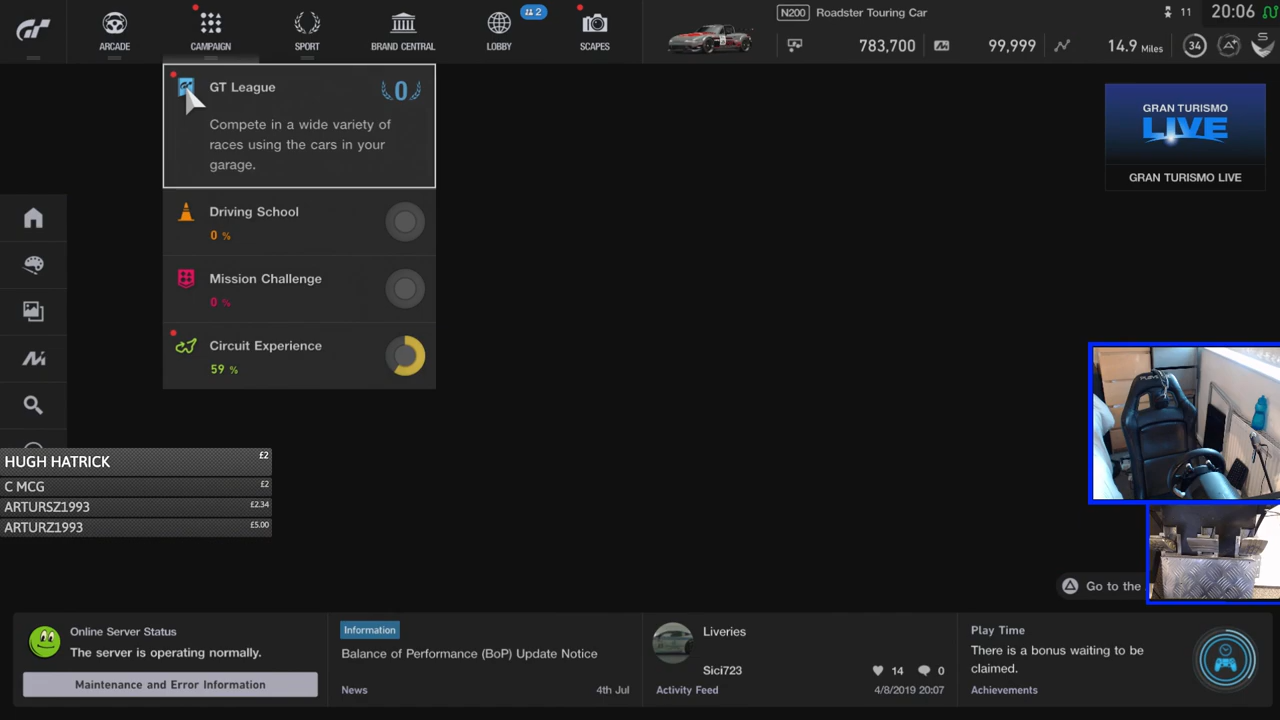 ARCADE
CAMPAIGN
SPORT
BRAND CENTRAL
LOBBY
2
SCAPES
N200 Roadster Touring Car
11
20:06
783,700
99,999
14.9 Miles
34
GT League
0
Compete in a wide variety of
races using the cars in your
garage.
Driving School
0 %
Mission Challenge
0 %
Circuit Experience
59 %
GRAN TURISMO
LIVE
GRAN TURISMO LIVE
HUGH HATRICK £2
C MCG £2
ARTURSZ1993 £2.34
ARTURZ1993 £5.00
Go to the
Online Server Status
The server is operating normally.
Maintenance and Error Information
Information
Balance of Performance (BoP) Update Notice
News 4th Jul
Liveries
Sici723
14 0
Activity Feed 4/8/2019 20:07
Play Time
There is a bonus waiting to be
claimed.
Achievements